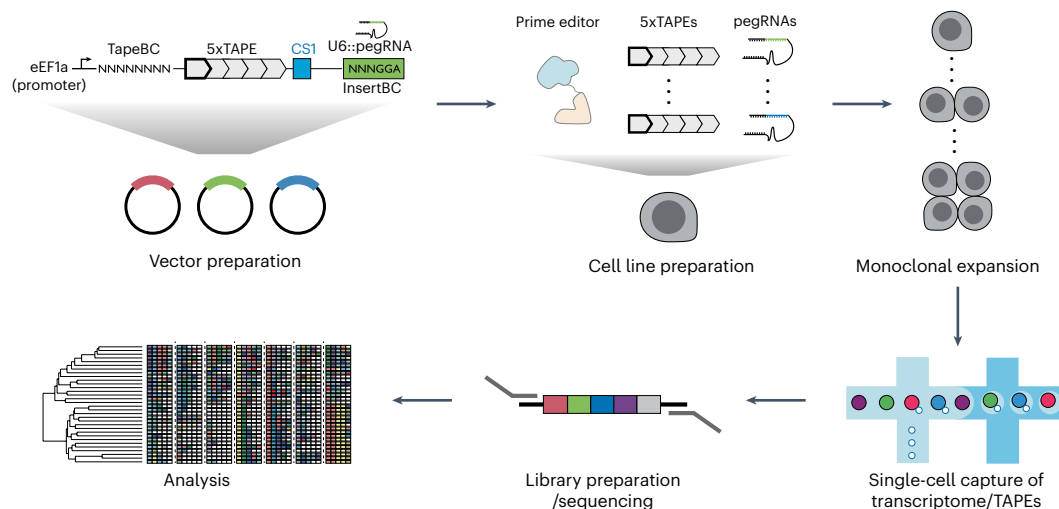 TapeBC
5xTAPE
CS1
U6::pegRNA
eEF1a
(promoter)
NNNNNNNN
NNNGGA
InsertBC
Vector preparation
Prime editor
5xTAPEs
pegRNAs
Cell line preparation
Monoclonal expansion
Analysis
Library preparation
/sequencing
Single-cell capture of
transcriptome/TAPEs